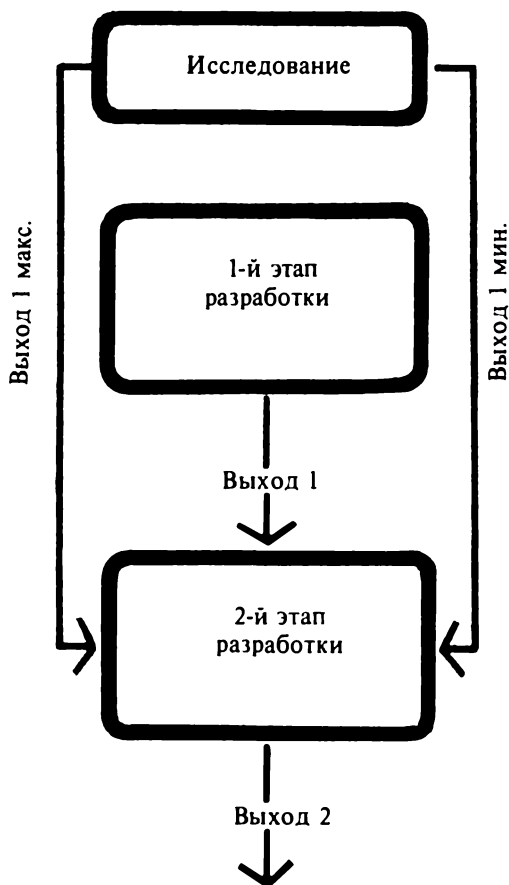 Исследование
Выход 1 макс.
Выход 1 мин.
1-й этап
разработки
Выход 1
2-й этап
разработки
Выход 2